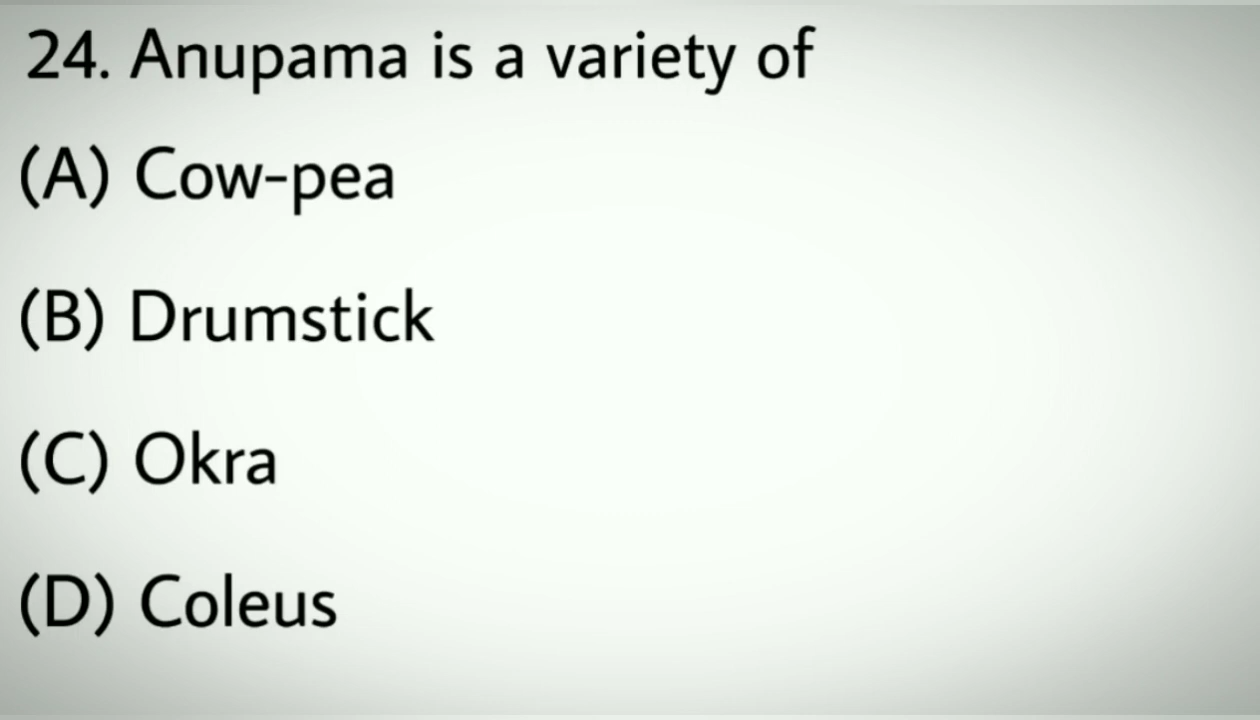 24. Anupama is a variety of
(A) Cow-pea
(B) Drumstick
(C) Okra
(D) Coleus